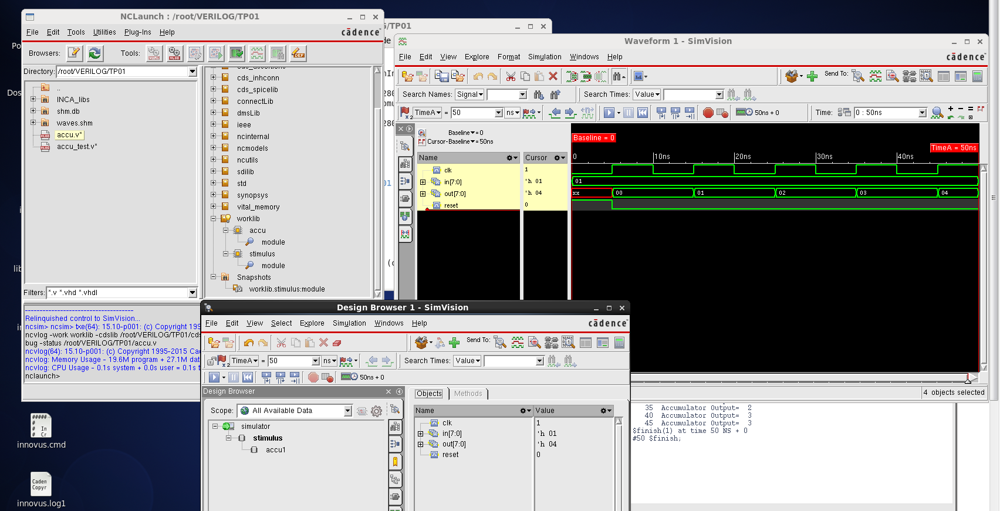 NCLaunch : /root/VERILOG/TP01
File Edit Tools Utilities Plug-Ins Help
cādence
Browsers:
Tools:
Directory: /root/VERILOG/TP01
..
INCA_libs
shm.db
waves.shm
accu.v*
accu_test.v*
cds_inhconn
cds_spicelib
connectLib
dmsLib
ieee
ncinternal
ncmodels
ncutils
sdilib
std
synopsys
vital_memory
worklib
accu
module
stimulus
module
Snapshots
worklib.stimulus:module
Filters: *.v *.vhd *.vhdl
Relinquished control to SimVision...
ncsim> ncsim> txe(64): 15.10-p001: (c) Copyright 199
ncvlog -work worklib -cdslib /root/VERILOG/TP01/cds
bug -status /root/VERILOG/TP01/accu.v
ncvlog(64): 15.10-p001: (c) Copyright 1995-2015 Cade
ncvlog: Memory Usage - 19.6M program + 27.1M dat
ncvlog: CPU Usage - 0.1s system + 0.0s user = 0.1s t
nclaunch>
/TP01
Waveform 1 - SimVision
File Edit View Explore Format Simulation Windows Help
cādence
Send To:
Search Names: Signal
Search Times: Value
TimeA = 50 ns
50ns + 0
Time: 0 : 50ns
Baseline = 0
Cursor-Baseline = 50ns
Name Cursor
clk 1
in[7:0] 'h 01
out[7:0] 'h 04
reset 0
Baseline = 0
TimeA = 50ns
0 10ns 20ns 30ns 40ns
01
xx 00 01 02 03 04
4 objects selected
Design Browser 1 - SimVision
File Edit View Select Explore Simulation Windows Help
cādence
Send To:
TimeA = 50 ns
Search Times: Value
50ns + 0
Design Browser
Scope: All Available Data
simulator
stimulus
accu1
Objects Methods
Name Value
clk 1
in[7:0] 'h 01
out[7:0] 'h 04
reset 0
35 Accumulator Output= 2
40 Accumulator Output= 3
45 Accumulator Output= 3
$finish(1) at time 50 NS + 0
#50 $finish;
Po
Dos
lib
#####
#
# In
# Cr
innovus.cmd
Caden
Copyr
innovus.log1